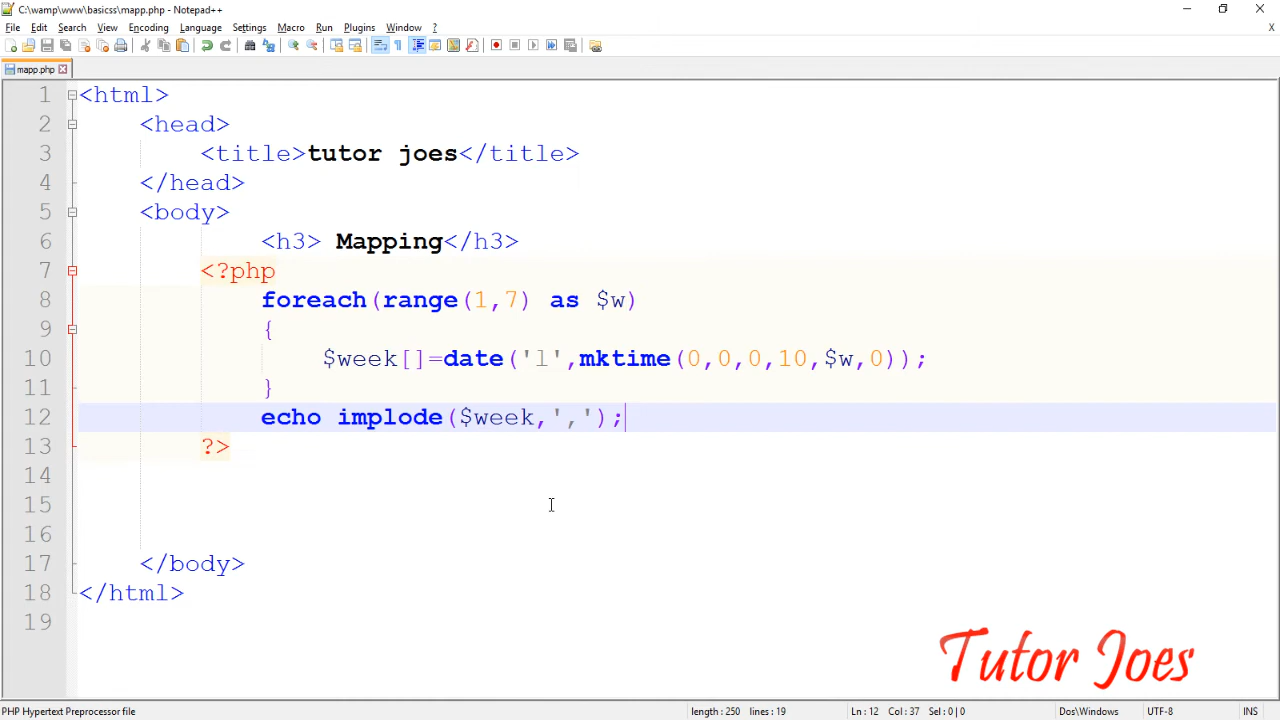 C:\wamp\www\basicss\mapp.php - Notepad++
File Edit Search View Encoding Language Settings Macro Run Plugins Window ?
X
mapp.php
1 <html>
2 <head>
3 <title>tutor joes</title>
4 </head>
5 <body>
6 <h3> Mapping</h3>
7 <?php
8 foreach(range(1,7) as $w)
9 {
10 $week[]=date('l',mktime(0,0,0,10,$w,0));
11 }
12 echo implode($week,',');
13 ?>
14
15
16
17 </body>
18 </html>
19
Tutor Joes
PHP Hypertext Preprocessor file length : 250 lines : 19 Ln : 12 Col : 37 Sel : 0 | 0 Dos\Windows UTF-8 INS